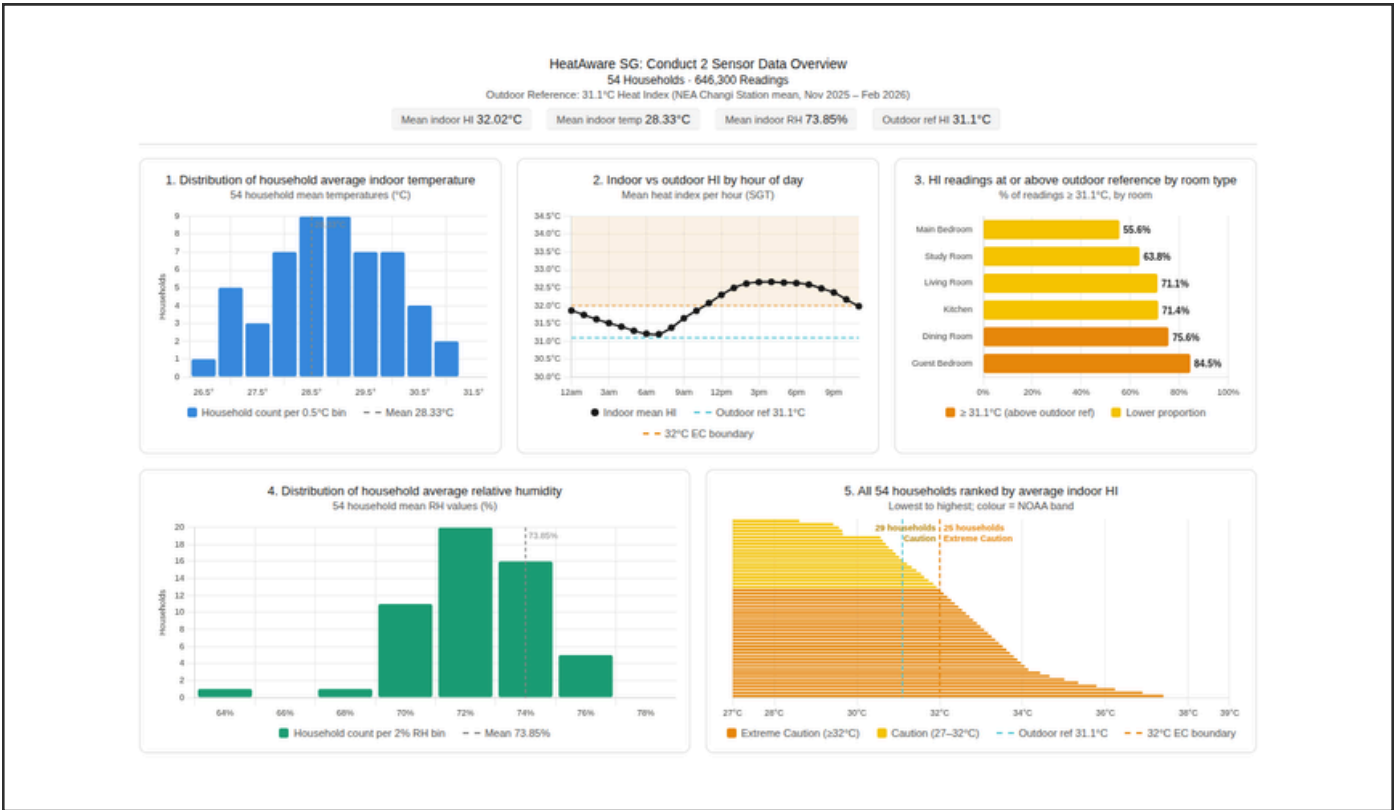 HeatAware SG: Conduct 2 Sensor Data Overview
54 Households · 646,300 Readings
Outdoor Reference: 31.1°C Heat Index (NEA Changi Station mean, Nov 2025 – Feb 2026)
Mean indoor HI 32.02°C
Mean indoor temp 28.33°C
Mean indoor RH 73.85%
Outdoor ref HI 31.1°C
1. Distribution of household average indoor temperature
54 household mean temperatures (°C)
Households
9
8
7
6
5
4
3
2
1
0
26.5°
27.5°
28.5°
29.5°
30.5°
31.5°
Household count per 0.5°C bin
Mean 28.33°C
2. Indoor vs outdoor HI by hour of day
Mean heat index per hour (SGT)
34.5°C
34.0°C
33.5°C
33.0°C
32.5°C
32.0°C
31.5°C
31.0°C
30.5°C
30.0°C
12am
3am
6am
9am
12pm
3pm
6pm
9pm
Indoor mean HI
Outdoor ref 31.1°C
32°C EC boundary
3. HI readings at or above outdoor reference by room type
% of readings ≥ 31.1°C, by room
Main Bedroom
55.6%
Study Room
63.8%
Living Room
71.1%
Kitchen
71.4%
Dining Room
75.6%
Guest Bedroom
84.5%
0%
20%
40%
60%
80%
100%
≥ 31.1°C (above outdoor ref)
Lower proportion
4. Distribution of household average relative humidity
54 household mean RH values (%)
Households
20
18
16
14
12
10
8
6
4
2
0
73.85%
64%
66%
68%
70%
72%
74%
76%
78%
Household count per 2% RH bin
Mean 73.85%
5. All 54 households ranked by average indoor HI
Lowest to highest; colour = NOAA band
29 households
Caution
25 households
Extreme Caution
27°C
28°C
30°C
32°C
34°C
36°C
38°C
39°C
Extreme Caution (≥32°C)
Caution (27–32°C)
Outdoor ref 31.1°C
32°C EC boundary